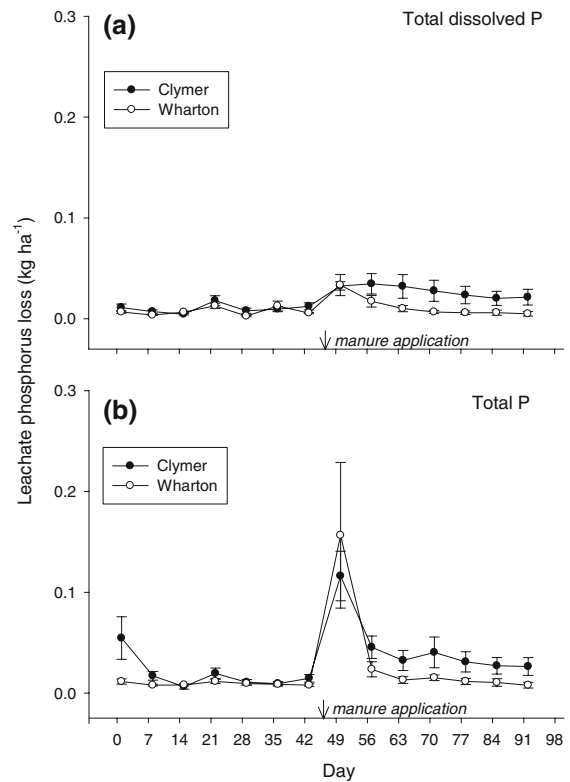 (a)
Total dissolved P
0.3
Clymer
Wharton
0.2
0.1
0.0
manure application
Leachate phosphorus loss (kg ha⁻¹)
(b)
Total P
0.3
Clymer
Wharton
0.2
0.1
0.0
manure application
0 7 14 21 28 35 42 49 56 63 70 77 84 91 98
Day